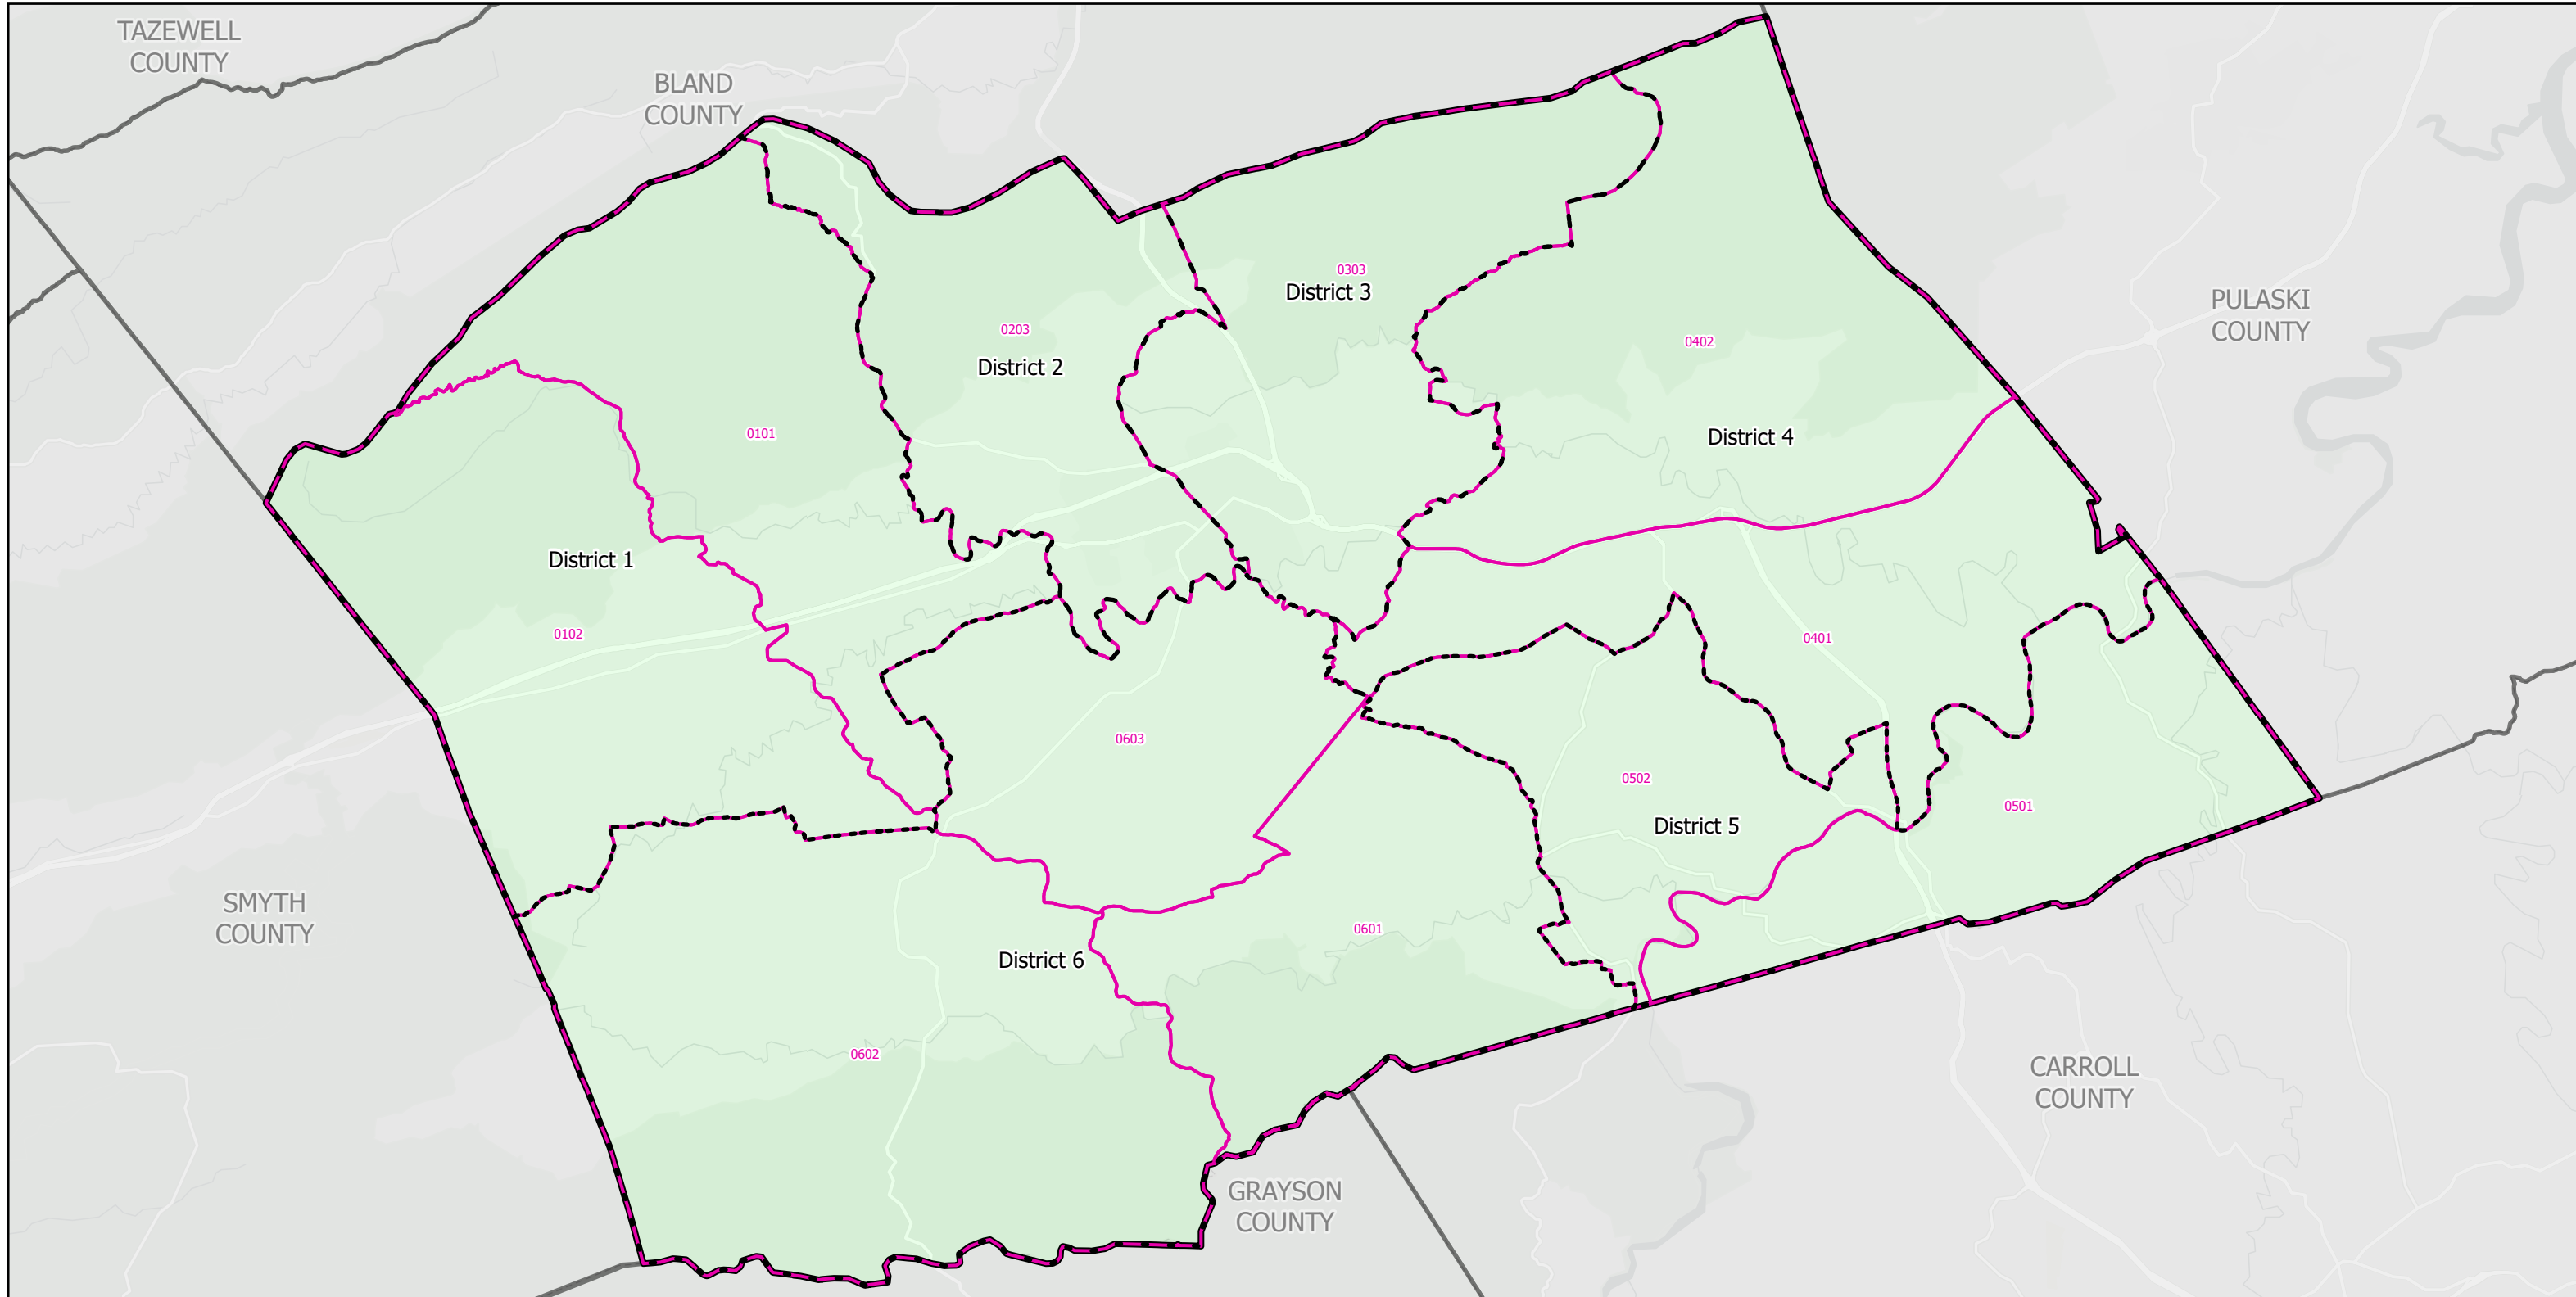 TAZEWELL
COUNTY
BLAND
COUNTY
0303
District 3
PULASKI
COUNTY
0203
District 2
0402
District 4
0101
District 1
0102
0401
0603
0502
0501
District 5
SMYTH
COUNTY
0601
District 6
0602
CARROLL
COUNTY
GRAYSON
COUNTY